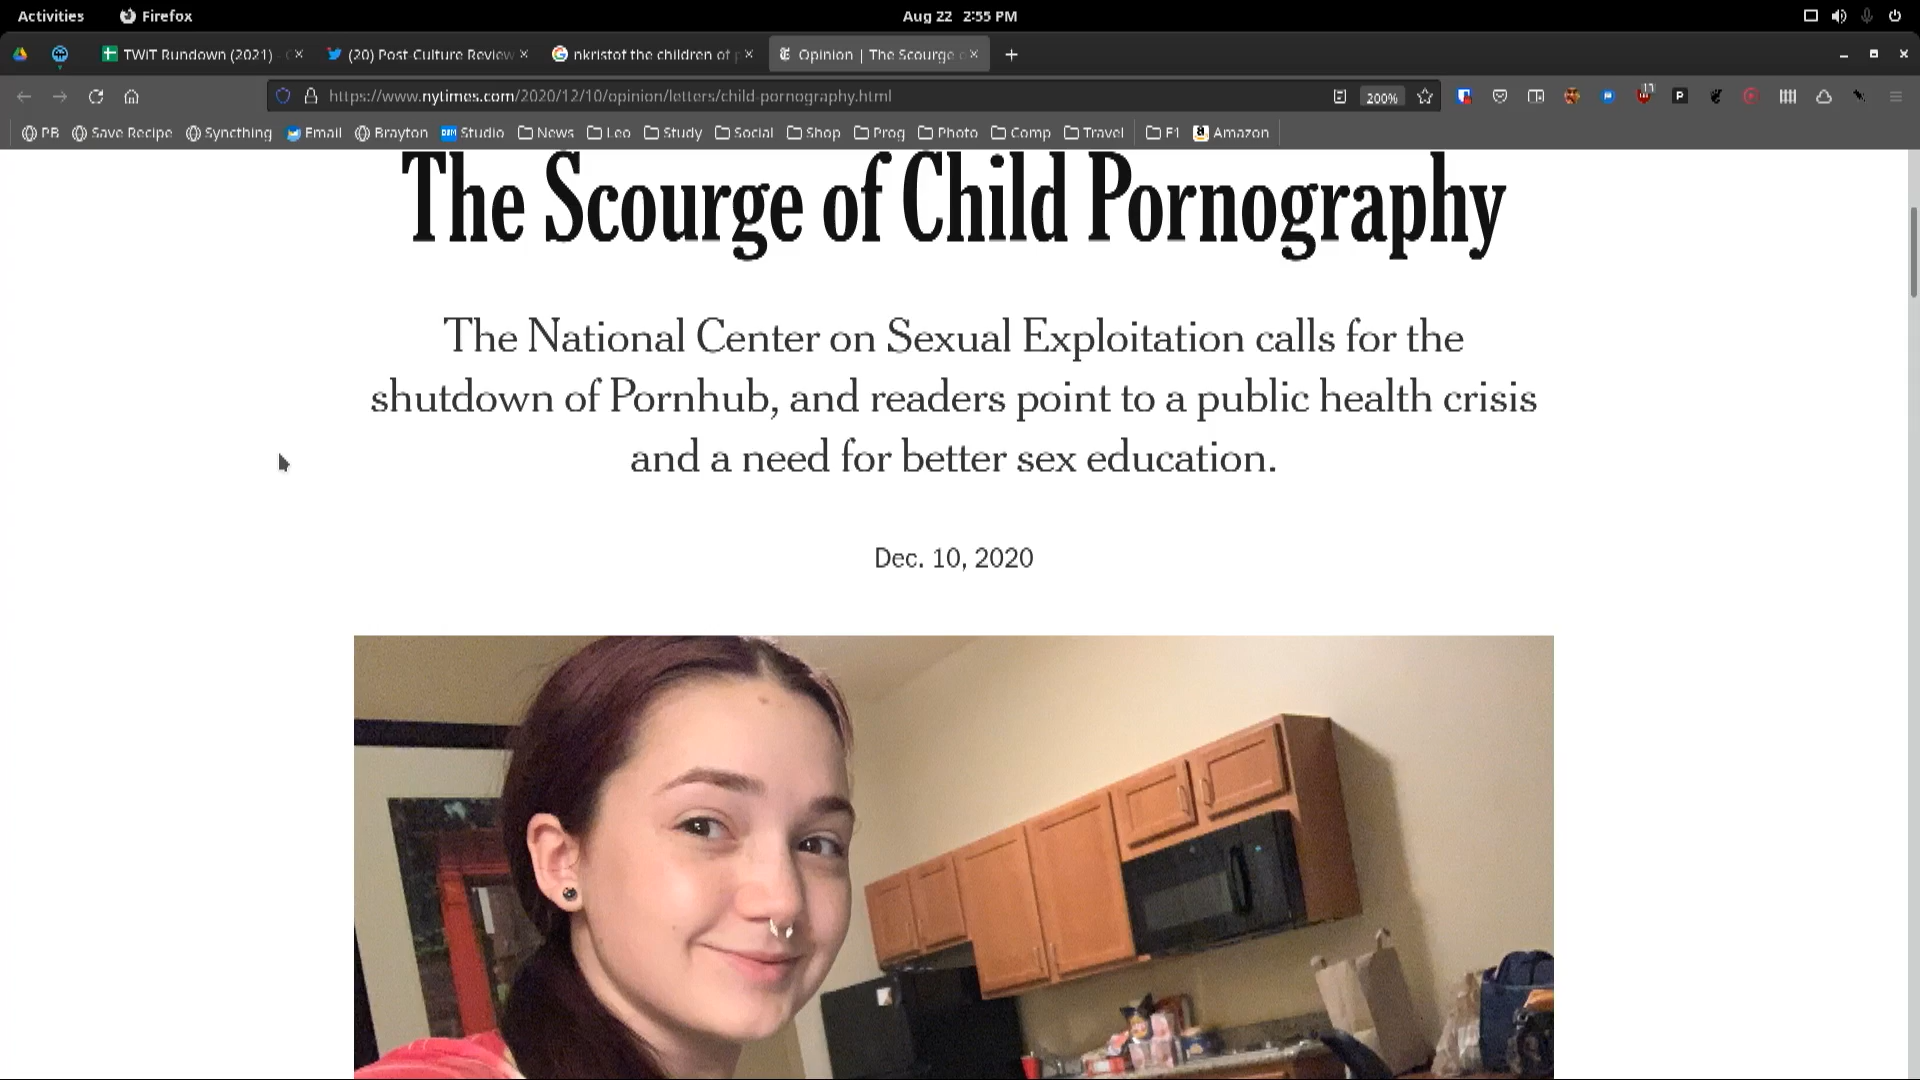 Activities Firefox Aug 22 2:55 PM
TWiT Rundown (2021) - (20) Post-Culture Review nkristof the children of p Opinion | The Scourge
https://www.nytimes.com/2020/12/10/opinion/letters/child-pornography.html 200% 17
PB Save Recipe Syncthing Email Brayton Studio News Leo Study Social Shop Prog Photo Comp Travel F1 Amazon
The Scourge of Child Pornography
The National Center on Sexual Exploitation calls for the
shutdown of Pornhub, and readers point to a public health crisis
and a need for better sex education.
Dec. 10, 2020